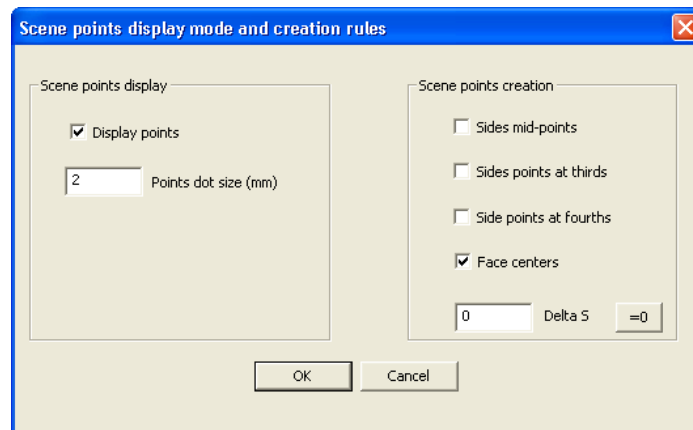 Scene points display mode and creation rules
Scene points display
Display points
2 Points dot size (mm)
Scene points creation
Sides mid-points
Sides points at thirds
Side points at fourths
Face centers
0 Delta S =0
OK Cancel